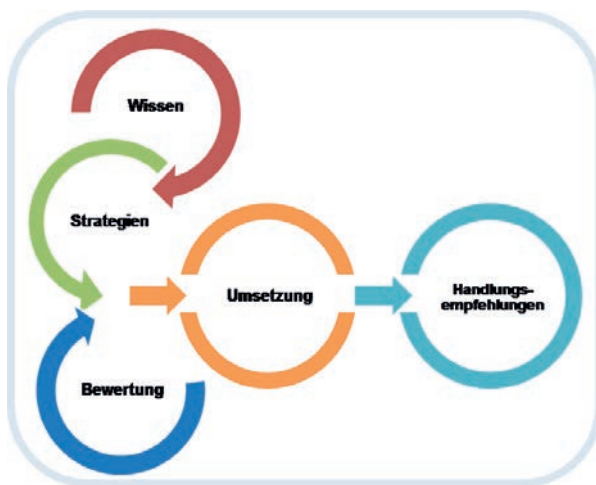 Wissen
Strategien
Umsetzung
Handlungs-
empfehlungen
Bewertung